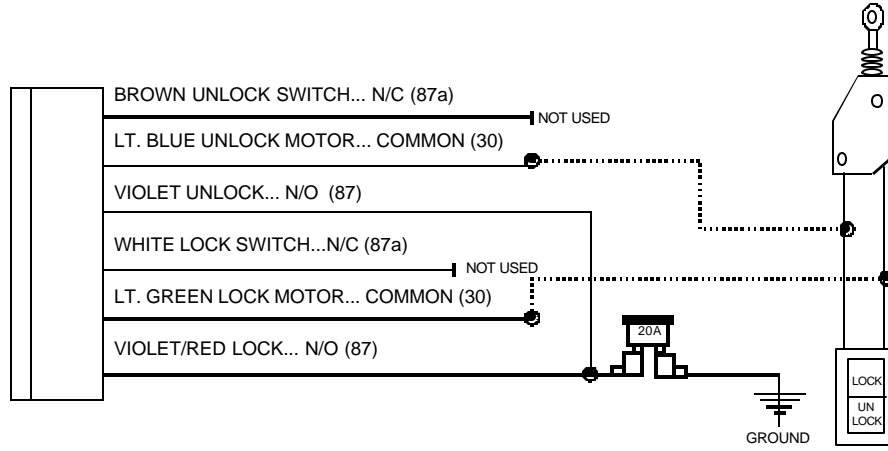 BROWN UNLOCK SWITCH... N/C (87a)
NOT USED
LT. BLUE UNLOCK MOTOR... COMMON (30)
VIOLET UNLOCK... N/O (87)
WHITE LOCK SWITCH...N/C (87a)
NOT USED
LT. GREEN LOCK MOTOR... COMMON (30)
20A
VIOLET/RED LOCK... N/O (87)
LOCK
UN
LOCK
GROUND